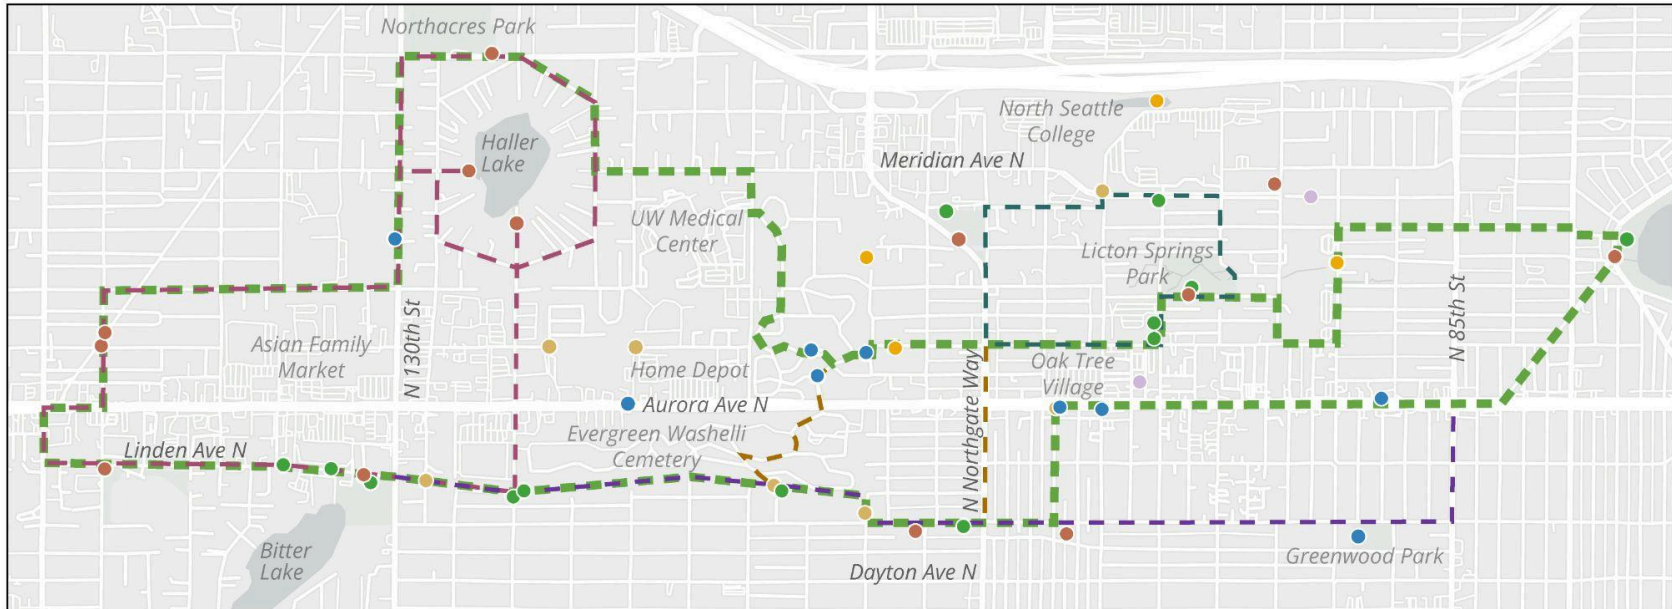 Northacres Park
North Seattle
College
Haller
Lake
Meridian Ave N
UW Medical
Center
Licton Springs
Park
N 130th St
N 85th St
Asian Family
Market
Home Depot
N Northgate Way
Oak Tree
Village
Aurora Ave N
Linden Ave N
Evergreen Washelli
Cemetery
Bitter
Lake
Dayton Ave N
Greenwood Park